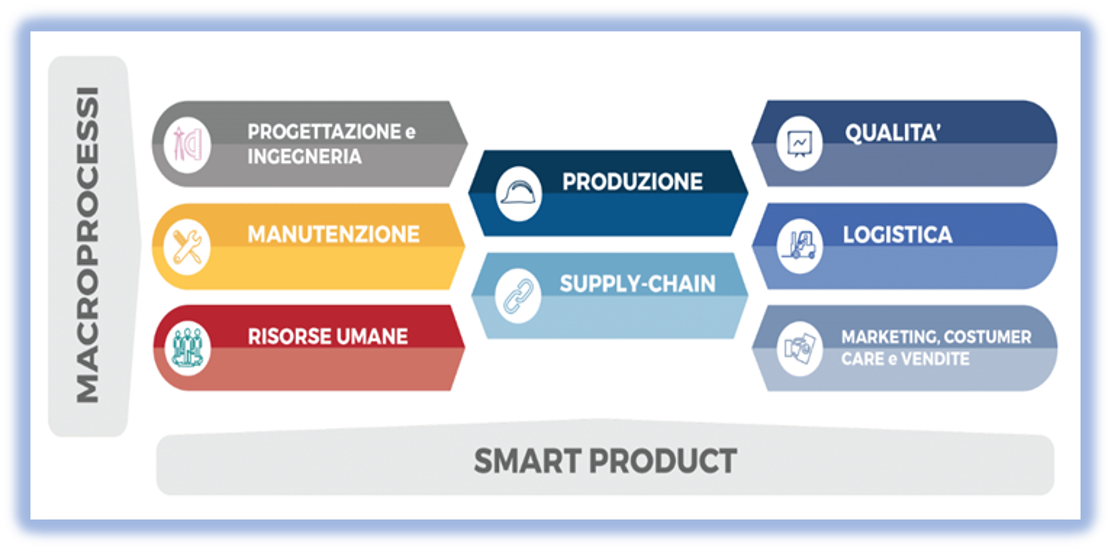 MACROPROCESSI
PROGETTAZIONE e
INGEGNERIA
MANUTENZIONE
RISORSE UMANE
PRODUZIONE
SUPPLY-CHAIN
QUALITA'
LOGISTICA
MARKETING, COSTUMER
CARE e VENDITE
SMART PRODUCT